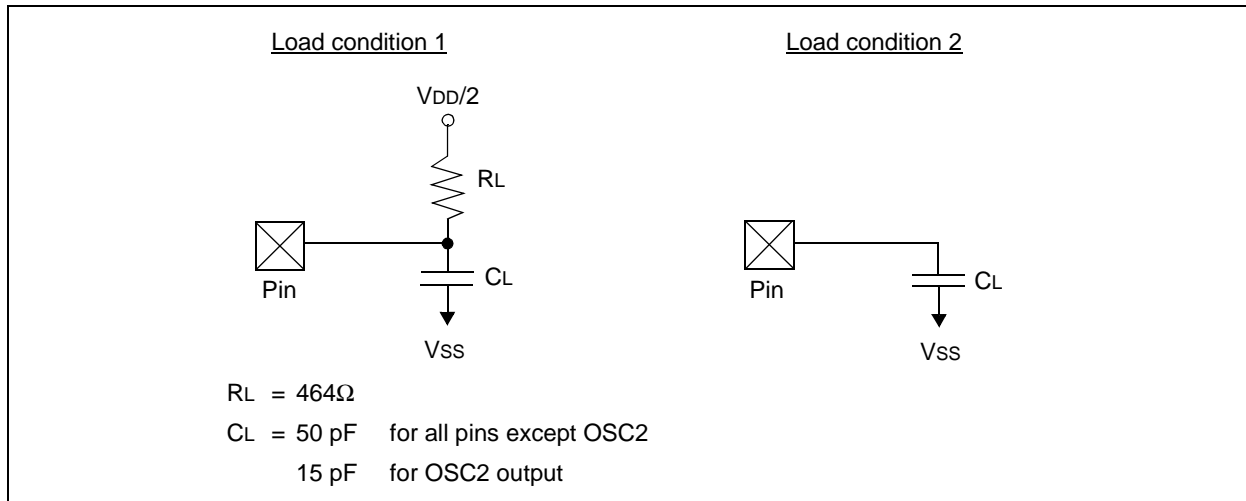 Load condition 1
Load condition 2
VDD/2
RL
CL
Pin
VSS
CL
Pin
VSS
RL = 464Ω
CL = 50 pF for all pins except OSC2
15 pF for OSC2 output